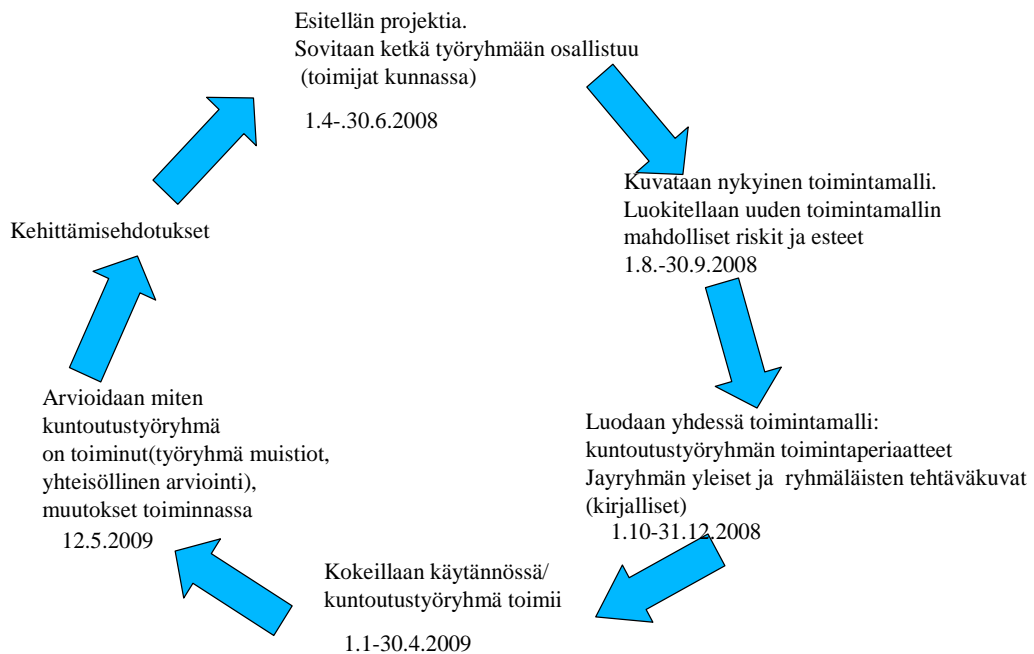 Esitellän projektia.
Sovitaan ketkä työryhmään osallistuu
(toimijat kunnassa)
1.4-.30.6.2008
Kuvataan nykyinen toimintamalli.
Luokitellaan uuden toimintamallin
mahdolliset riskit ja esteet
1.8.-30.9.2008
Luodaan yhdessä toimintamalli:
kuntoutustyöryhmän toimintaperiaatteet
Jayryhmän yleiset ja ryhmäläisten tehtäväkuvat
(kirjalliset)
1.10-31.12.2008
Kokeillaan käytännössä/
kuntoutustyöryhmä toimii
1.1-30.4.2009
Arvioidaan miten
kuntoutustyöryhmä
on toiminut(työryhmä muistiot,
yhteisöllinen arviointi),
muutokset toiminnassa
12.5.2009
Kehittämisehdotukset